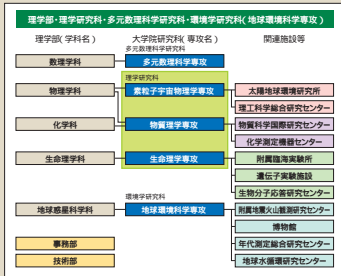 理学部・理学研究科・多元数理科学研究科・環境学研究科(地球環境科学専攻)
理学部(学科名) 大学院研究科(専攻名) 関連施設等
多元数理科学研究科
数理学科 多元数理科学専攻
理学研究科
物理学科 素粒子宇宙物理学専攻 太陽地球環境研究所
理工科学総合研究センター
化学科 物質理学専攻 物質科学国際研究センター
化学測定機器センター
生命理学科 生命理学専攻 附属臨海実験所
遺伝子実験施設
生物分子応答研究センター
環境学研究科
地球惑星科学科 地球環境科学専攻 附属地震火山観測研究センター
博物館
事務部 年代測定総合研究センター
技術部 地球水循環研究センター